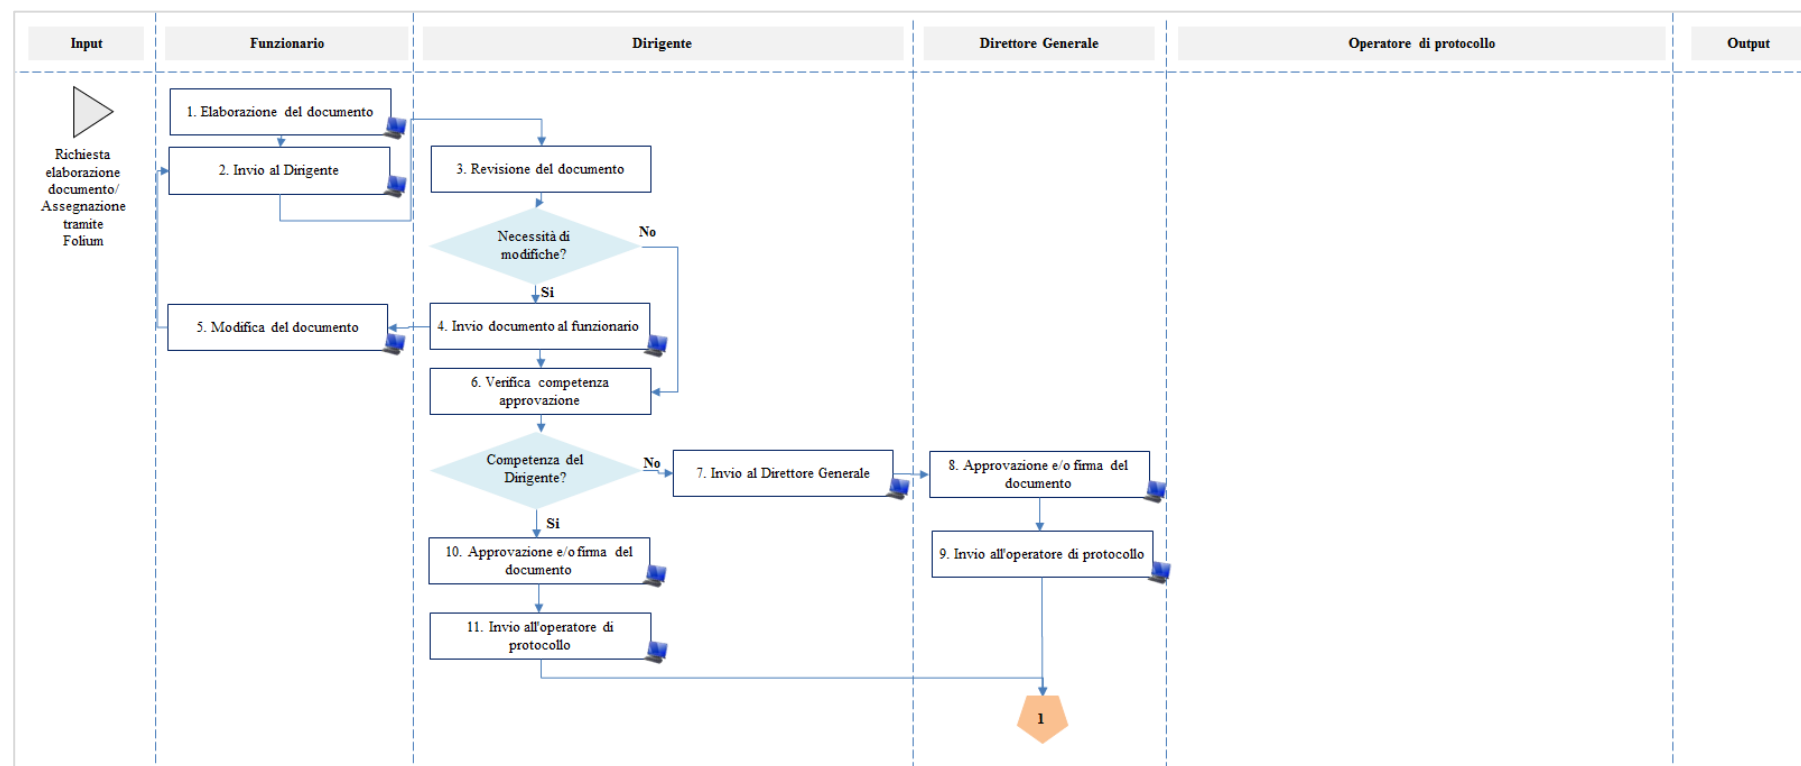 Input
Funzionario
Dirigente
Direttore Generale
Operatore di protocollo
Output
Richiesta
elaborazione
documento/
Assegnazione
tramite
Folium
1. Elaborazione del documento
2. Invio al Dirigente
3. Revisione del documento
Necessità di
modifiche?
No
Si
4. Invio documento al funzionario
5. Modifica del documento
6. Verifica competenza
approvazione
Competenza del
Dirigente?
No
7. Invio al Direttore Generale
8. Approvazione e/o firma del
documento
Si
9. Invio all'operatore di protocollo
10. Approvazione e/o firma del
documento
11. Invio all'operatore di
protocollo
1